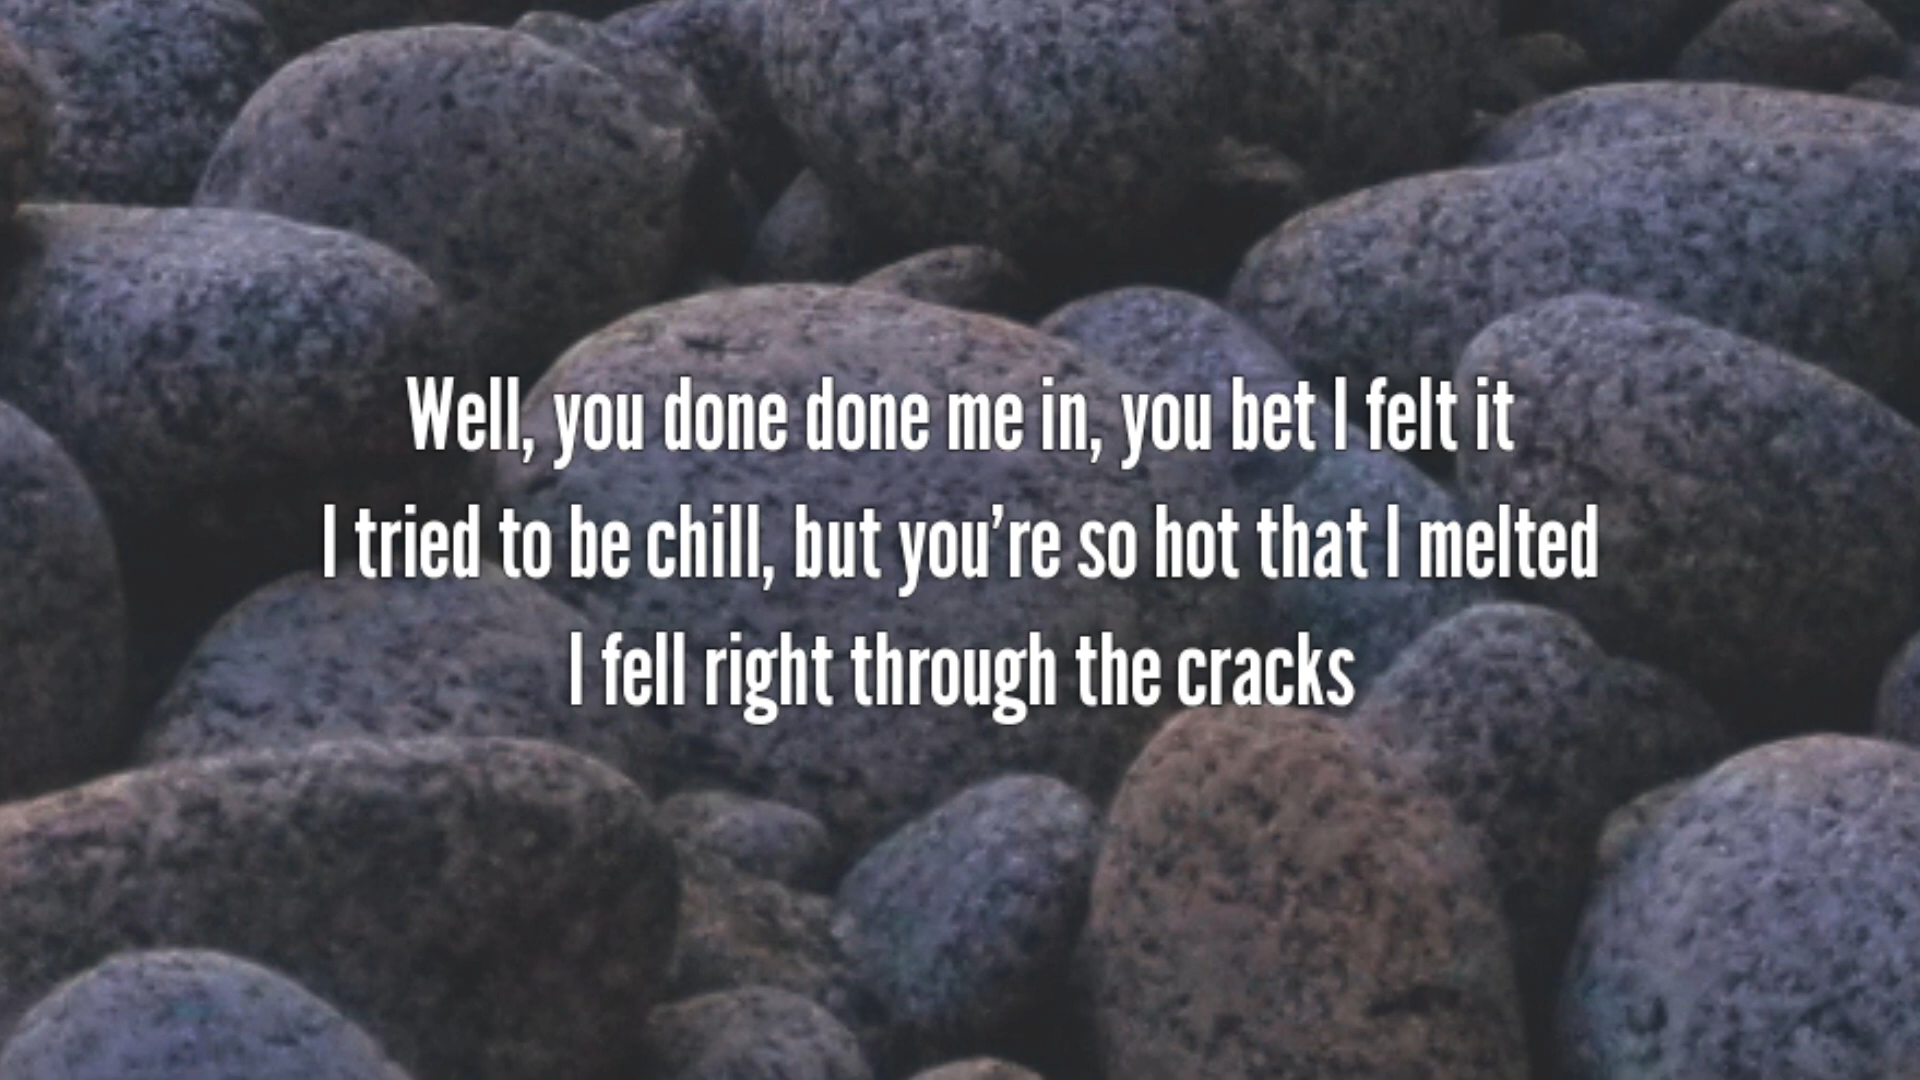 Well, you done done me in, you bet I felt it
I tried to be chill, but you’re so hot that I melted
I fell right through the cracks